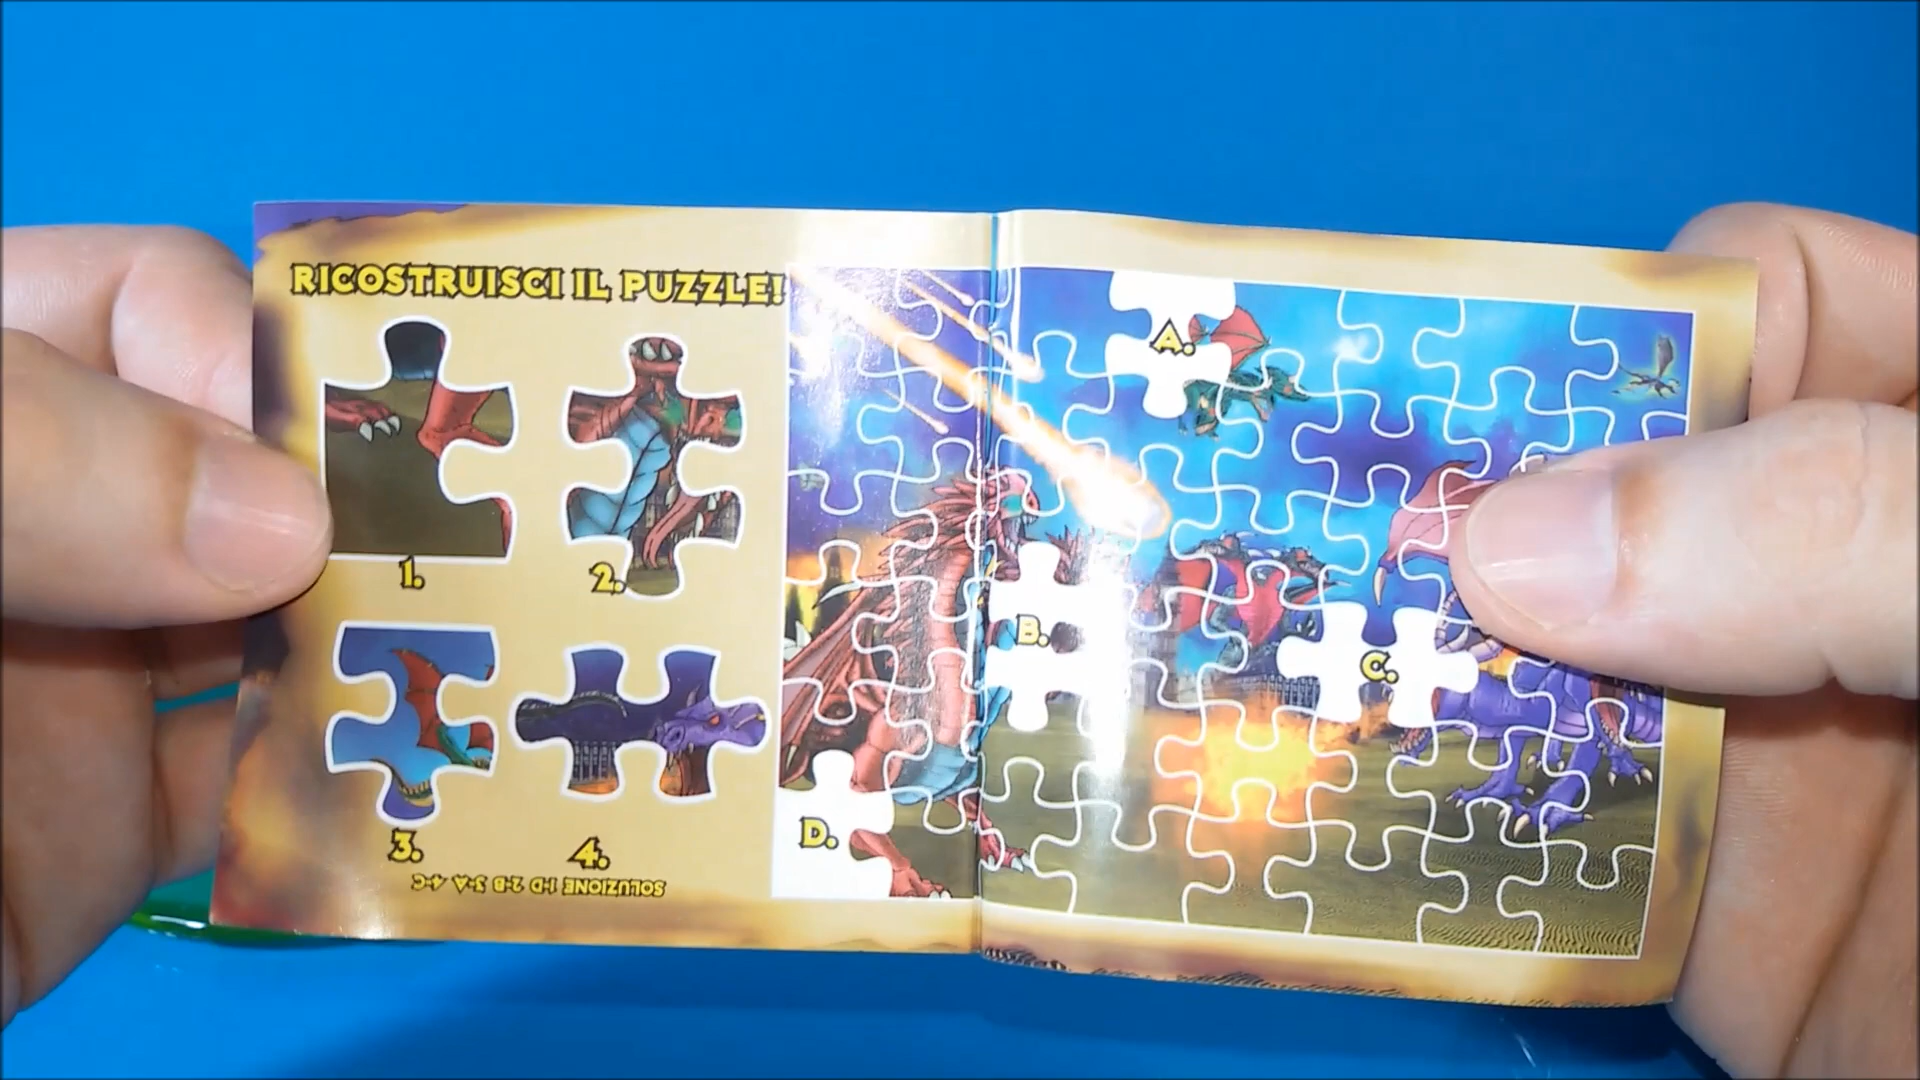 RICOSTRUISCI IL PUZZLE!
A.
1.
2.
B.
C.
3.
4.
D.
SOLUZIONE 1-D 2-B 3-A 4-C